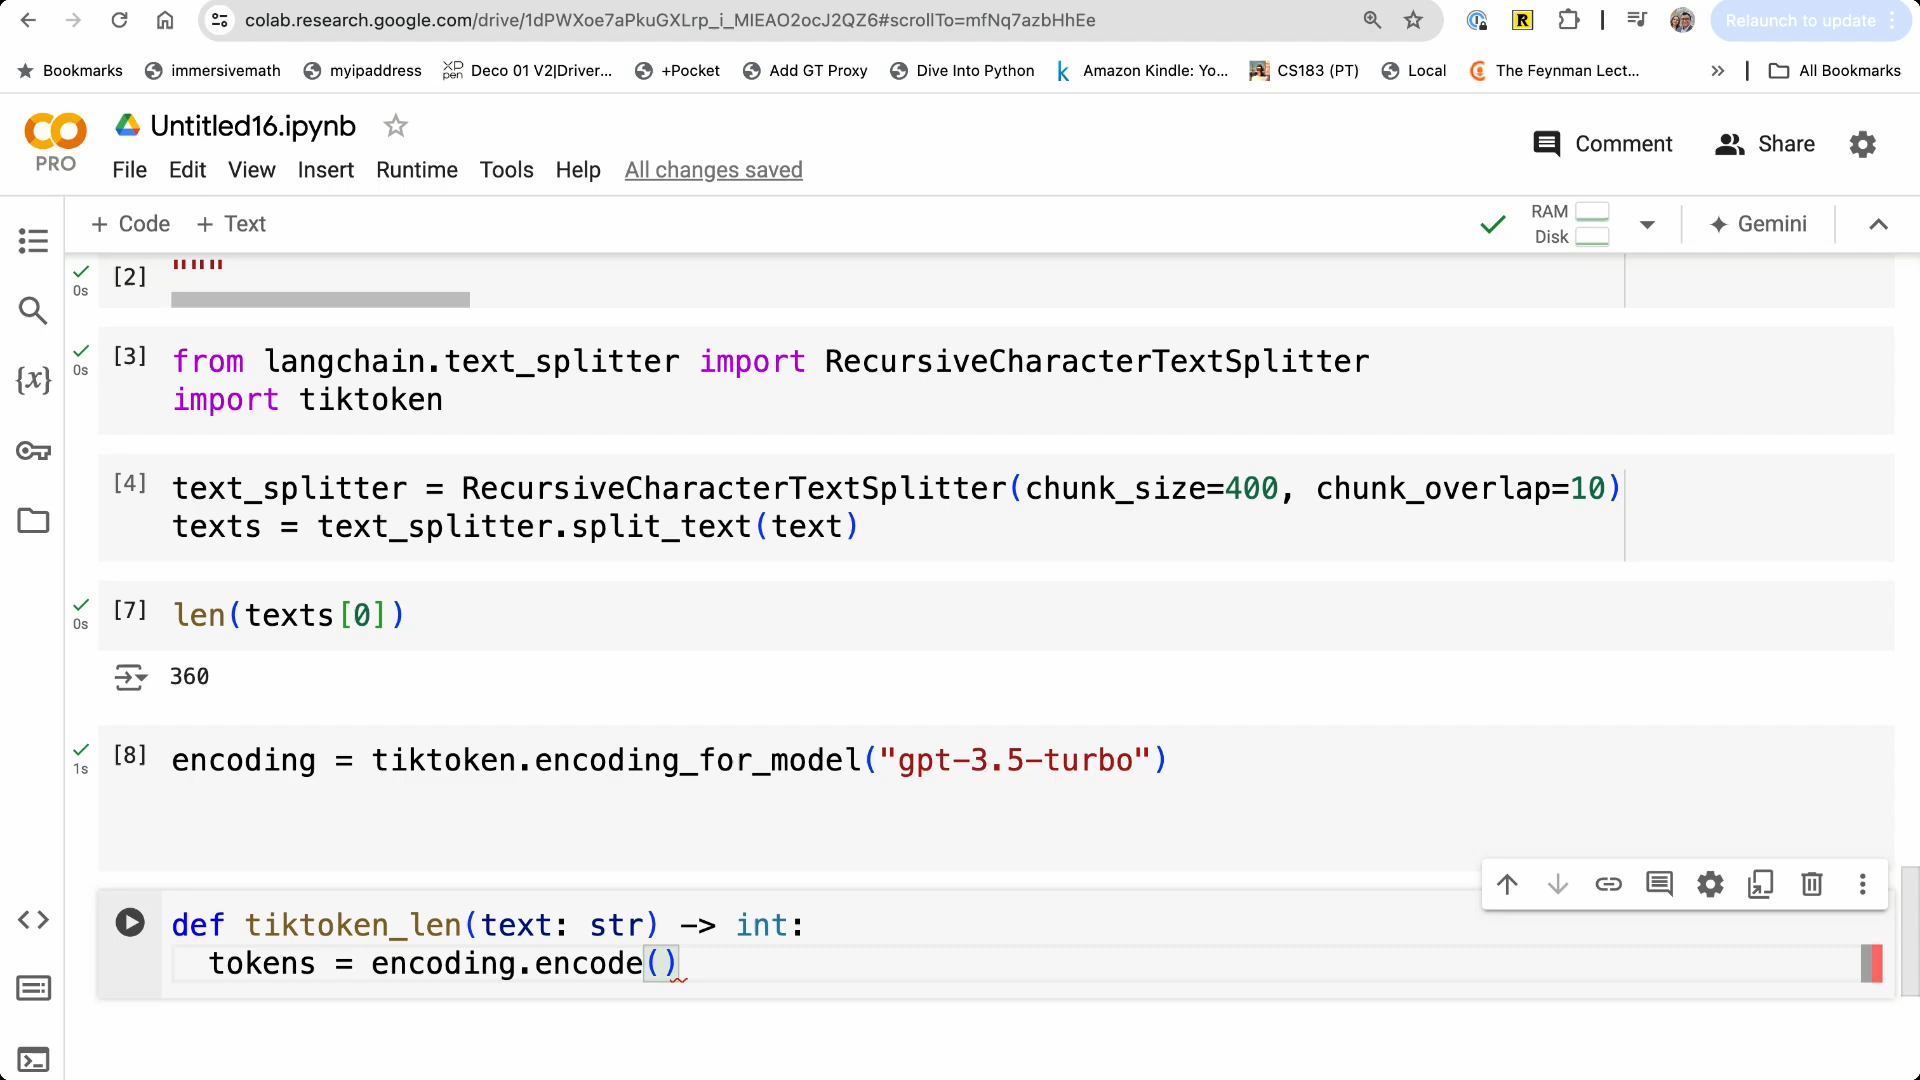 colab.research.google.com/drive/1dPWXoe7aPkuGXLrp_i_MIEAO2ocJ2QZ6#scrollTo=mfNq7azbHhEe
Relaunch to update
Bookmarks immersivemath myipaddress XP pen Deco 01 V2|Driver... +Pocket Add GT Proxy Dive Into Python k Amazon Kindle: Yo... CS183 (PT) Local The Feynman Lect... » All Bookmarks
CO PRO
Untitled16.ipynb
File Edit View Insert Runtime Tools Help All changes saved
Comment Share
+ Code + Text
RAM
Disk
Gemini
0s [2] """
0s [3] from langchain.text_splitter import RecursiveCharacterTextSplitter
import tiktoken
[4] text_splitter = RecursiveCharacterTextSplitter(chunk_size=400, chunk_overlap=10)
texts = text_splitter.split_text(text)
0s [7] len(texts[0])
360
1s [8] encoding = tiktoken.encoding_for_model("gpt-3.5-turbo")
def tiktoken_len(text: str) -> int:
tokens = encoding.encode()